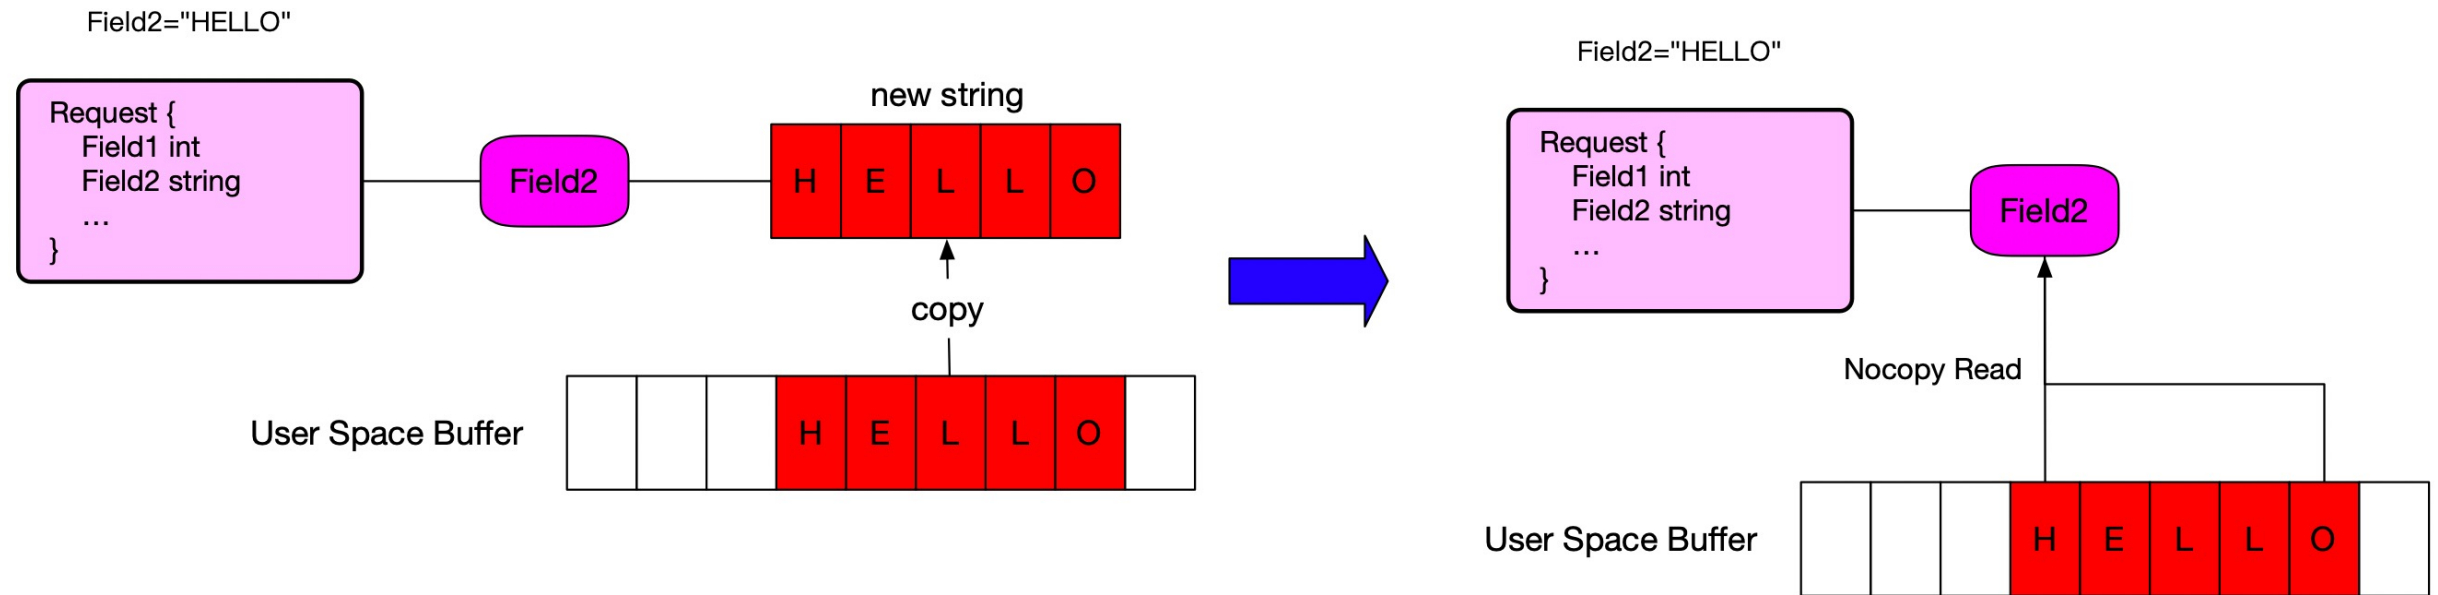 Field2="HELLO"
Request {
Field1 int
Field2 string
...
}
Field2
new string
H E L L O
copy
User Space Buffer
H E L L O
Field2="HELLO"
Request {
Field1 int
Field2 string
...
}
Field2
Nocopy Read
User Space Buffer
H E L L O